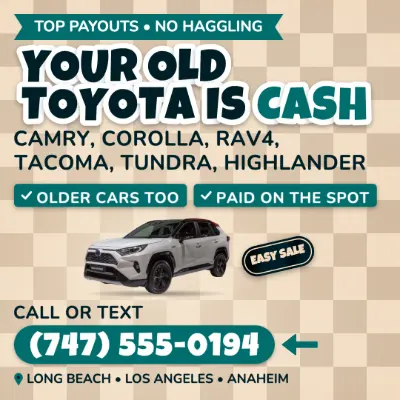 TOP PAYOUTS • NO HAGGLING
YOUR OLD
TOYOTA IS CASH
CAMRY, COROLLA, RAV4,
TACOMA, TUNDRA, HIGHLANDER
✓ OLDER CARS TOO
✓ PAID ON THE SPOT
EASY SALE
CALL OR TEXT
(747) 555-0194
LONG BEACH • LOS ANGELES • ANAHEIM